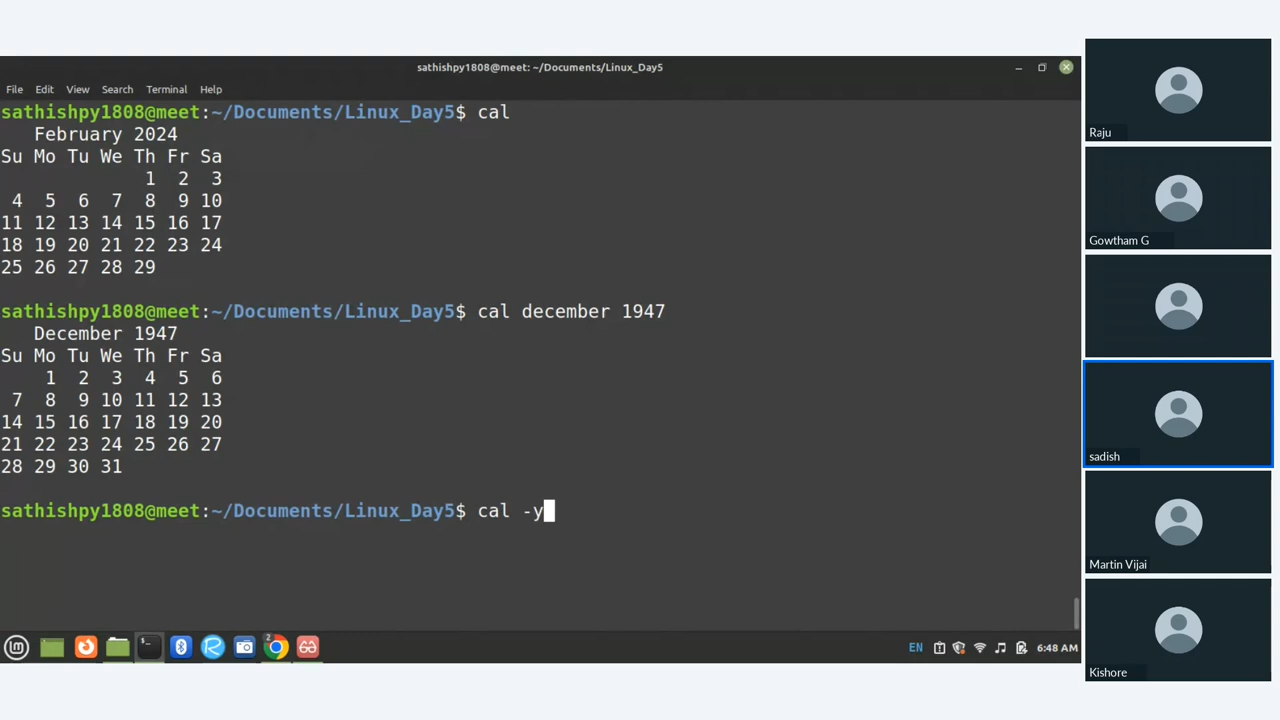 sathishpy1808@meet: ~/Documents/Linux_Day5
File Edit View Search Terminal Help
sathishpy1808@meet:~/Documents/Linux_Day5$ cal
February 2024
Su Mo Tu We Th Fr Sa
1 2 3
4 5 6 7 8 9 10
11 12 13 14 15 16 17
18 19 20 21 22 23 24
25 26 27 28 29
sathishpy1808@meet:~/Documents/Linux_Day5$ cal december 1947
December 1947
Su Mo Tu We Th Fr Sa
1 2 3 4 5 6
7 8 9 10 11 12 13
14 15 16 17 18 19 20
21 22 23 24 25 26 27
28 29 30 31
sathishpy1808@meet:~/Documents/Linux_Day5$ cal -y
2
EN 6:48 AM
Raju
Gowtham G
sadish
Martin Vijai
Kishore